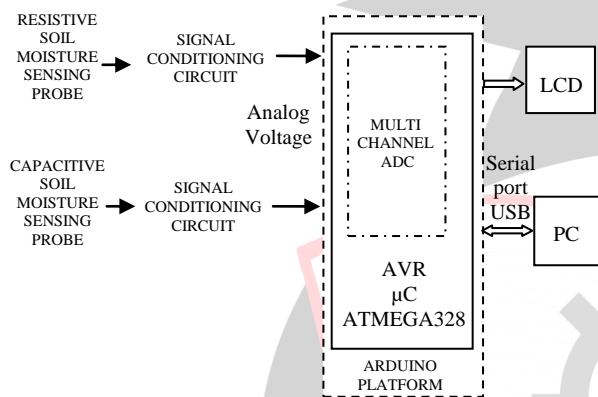 RESISTIVE
SOIL
MOISTURE
SENSING
PROBE
SIGNAL
CONDITIONING
CIRCUIT
Analog
Voltage
CAPACITIVE
SOIL
MOISTURE
SENSING
PROBE
SIGNAL
CONDITIONING
CIRCUIT
MULTI
CHANNEL
ADC
AVR
µC
ATMEGA328
ARDUINO
PLATFORM
LCD
Serial
port
USB
PC